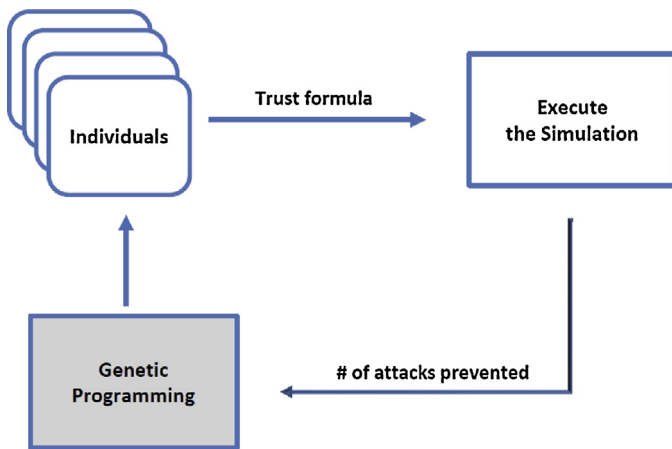 Individuals
Trust formula
Execute
the Simulation
Genetic
Programming
# of attacks prevented